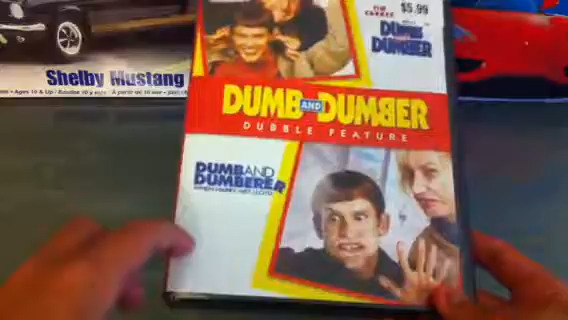 $5.99
JIM CARREY
DUMB
AND
DUMBER
Shelby Mustang
DUMB AND DUMBER
DUBBLE FEATURE
DUMB AND
DUMBERER
WHEN HARRY MET LLOYD